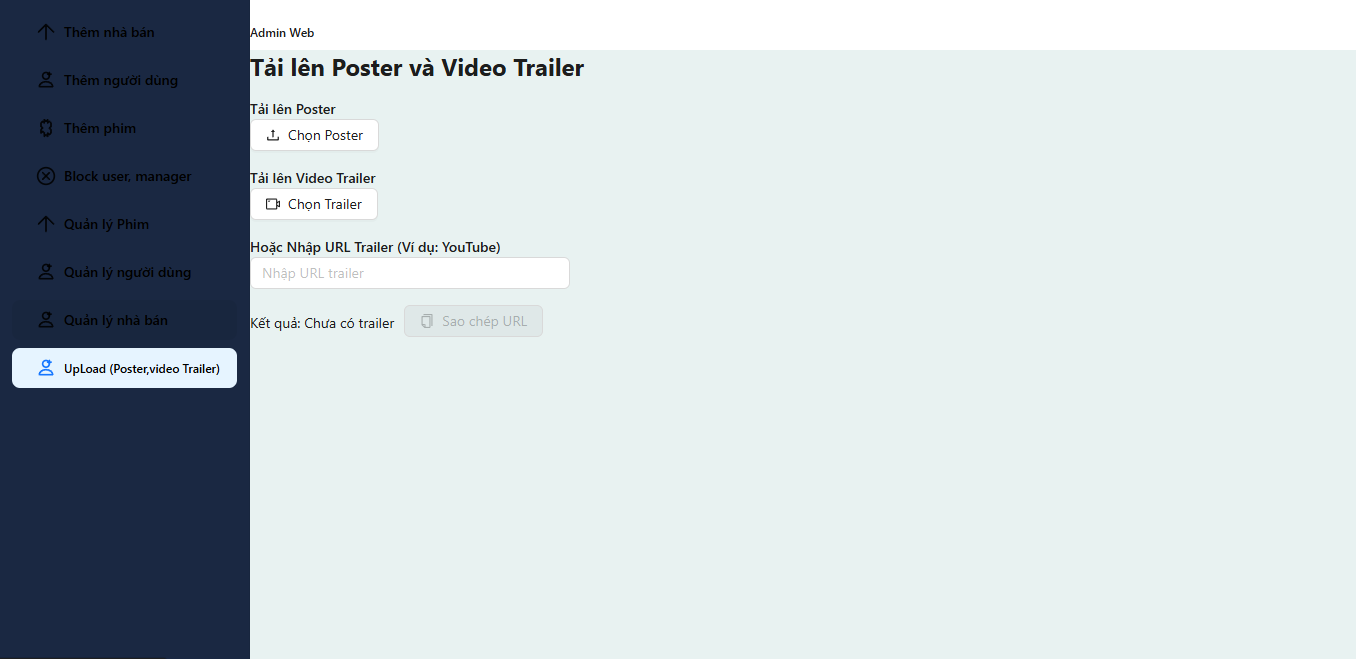 Thêm nhà bán
Thêm người dùng
Thêm phim
Block user, manager
Quản lý Phim
Quản lý người dùng
Quản lý nhà bán
UpLoad (Poster,video Trailer)
Admin Web
Tải lên Poster và Video Trailer
Tải lên Poster
Chọn Poster
Tải lên Video Trailer
Chọn Trailer
Hoặc Nhập URL Trailer (Ví dụ: YouTube)
Nhập URL trailer
Kết quả: Chưa có trailer
Sao chép URL